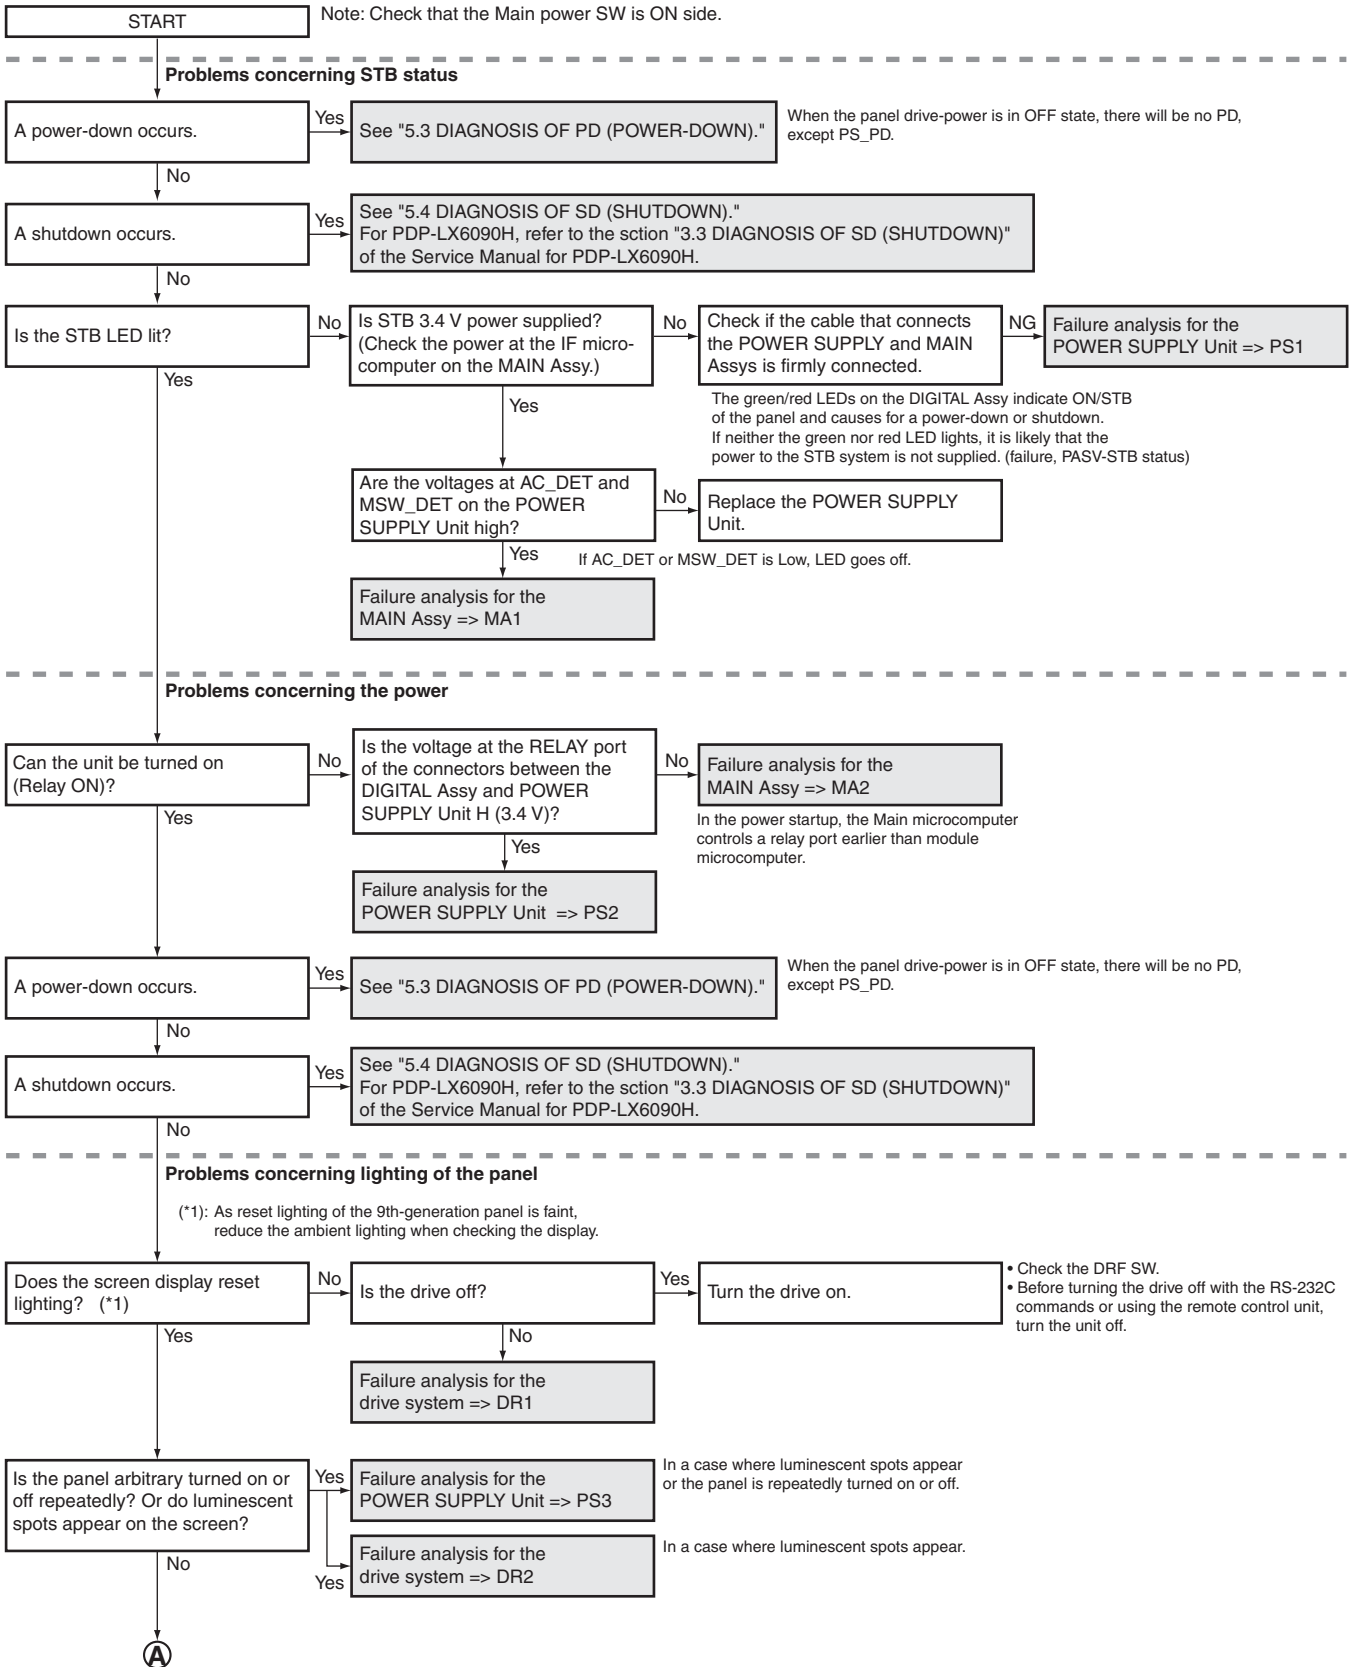 START
Note: Check that the Main power SW is ON side.
Problems concerning STB status
A power-down occurs.
Yes
See "5.3 DIAGNOSIS OF PD (POWER-DOWN)."
When the panel drive-power is in OFF state, there will be no PD,
except PS_PD.
No
A shutdown occurs.
Yes
See "5.4 DIAGNOSIS OF SD (SHUTDOWN)."
For PDP-LX6090H, refer to the sction "3.3 DIAGNOSIS OF SD (SHUTDOWN)"
of the Service Manual for PDP-LX6090H.
No
Is the STB LED lit?
No
Is STB 3.4 V power supplied?
(Check the power at the IF micro-
computer on the MAIN Assy.)
No
Check if the cable that connects
the POWER SUPPLY and MAIN
Assys is firmly connected.
NG
Failure analysis for the
POWER SUPPLY Unit => PS1
Yes
Yes
The green/red LEDs on the DIGITAL Assy indicate ON/STB
of the panel and causes for a power-down or shutdown.
If neither the green nor red LED lights, it is likely that the
power to the STB system is not supplied. (failure, PASV-STB status)
Are the voltages at AC_DET and
MSW_DET on the POWER
SUPPLY Unit high?
No
Replace the POWER SUPPLY
Unit.
Yes
If AC_DET or MSW_DET is Low, LED goes off.
Failure analysis for the
MAIN Assy => MA1
Problems concerning the power
Can the unit be turned on
(Relay ON)?
No
Is the voltage at the RELAY port
of the connectors between the
DIGITAL Assy and POWER
SUPPLY Unit H (3.4 V)?
No
Failure analysis for the
MAIN Assy => MA2
In the power startup, the Main microcomputer
controls a relay port earlier than module
microcomputer.
Yes
Yes
Failure analysis for the
POWER SUPPLY Unit => PS2
A power-down occurs.
Yes
See "5.3 DIAGNOSIS OF PD (POWER-DOWN)."
When the panel drive-power is in OFF state, there will be no PD,
except PS_PD.
No
A shutdown occurs.
Yes
See "5.4 DIAGNOSIS OF SD (SHUTDOWN)."
For PDP-LX6090H, refer to the sction "3.3 DIAGNOSIS OF SD (SHUTDOWN)"
of the Service Manual for PDP-LX6090H.
No
Problems concerning lighting of the panel
(*1): As reset lighting of the 9th-generation panel is faint,
reduce the ambient lighting when checking the display.
Does the screen display reset
lighting? (*1)
No
Is the drive off?
Yes
Turn the drive on.
• Check the DRF SW.
• Before turning the drive off with the RS-232C
commands or using the remote control unit,
turn the unit off.
Yes
No
Failure analysis for the
drive system => DR1
Is the panel arbitrary turned on or
off repeatedly? Or do luminescent
spots appear on the screen?
Yes
Failure analysis for the
POWER SUPPLY Unit => PS3
In a case where luminescent spots appear
or the panel is repeatedly turned on or off.
No
Yes
Failure analysis for the
drive system => DR2
In a case where luminescent spots appear.
A